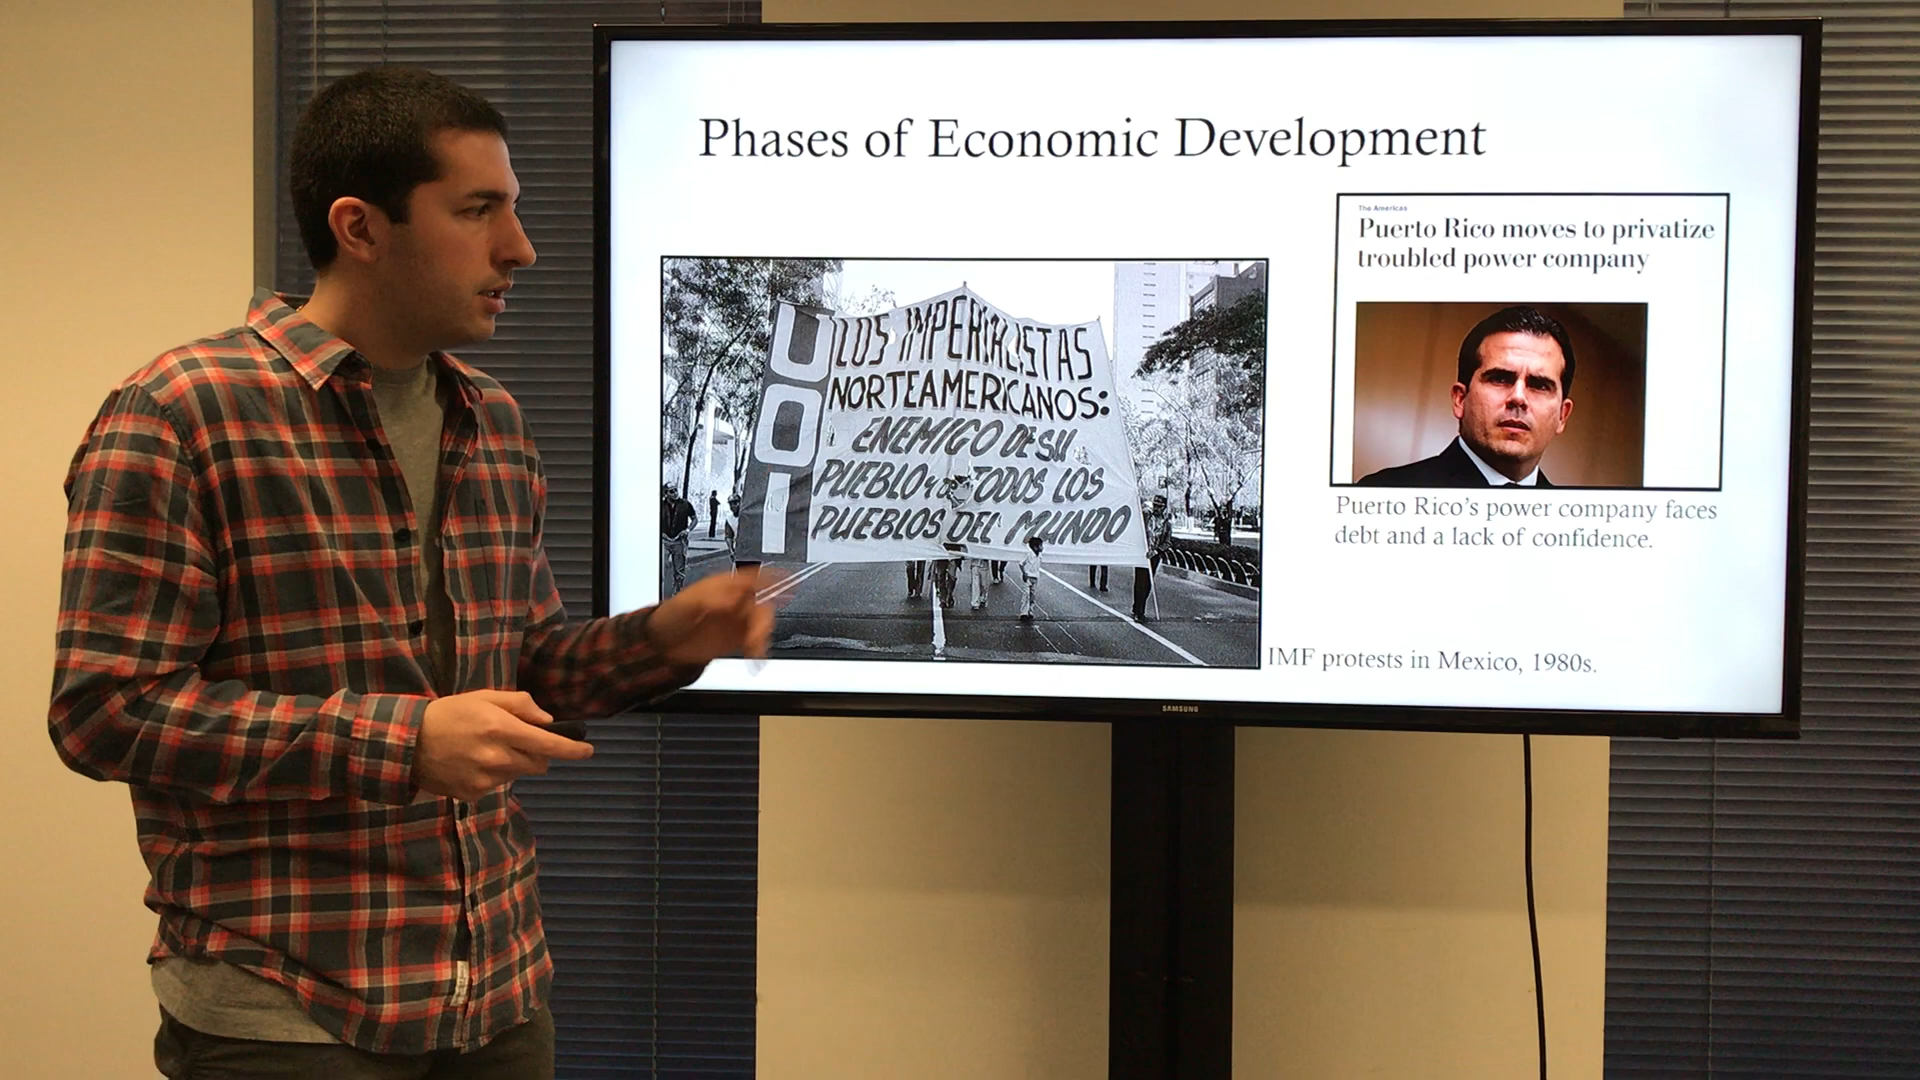 Phases of Economic Development
The Americas
Puerto Rico moves to privatize
troubled power company
UOI
LOS IMPERIALISTAS
NORTEAMERICANOS:
ENEMIGO DE SU
PUEBLO Y DE TODOS LOS
PUEBLOS DEL MUNDO
Puerto Rico's power company faces
debt and a lack of confidence.
IMF protests in Mexico, 1980s.
SAMSUNG